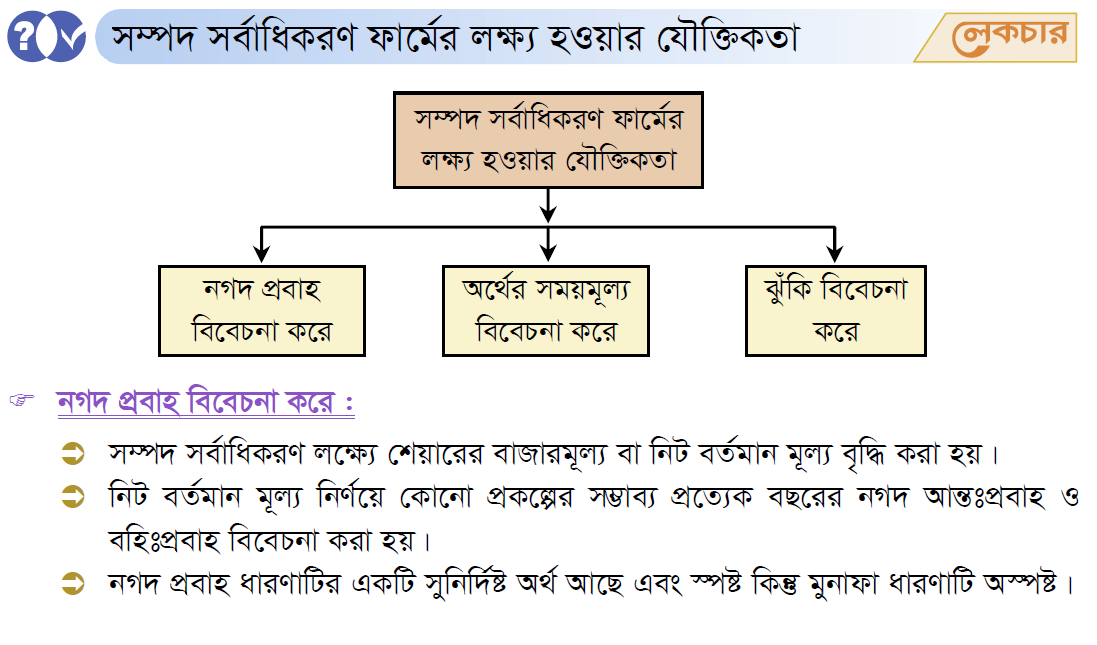 সম্পদ সর্বাধিকরণ ফার্মের লক্ষ্য হওয়ার যৌক্তিকতা
লেকচার
সম্পদ সর্বাধিকরণ ফার্মের
লক্ষ্য হওয়ার যৌক্তিকতা
নগদ প্রবাহ
বিবেচনা করে
অর্থের সময়মূল্য
বিবেচনা করে
ঝুঁকি বিবেচনা
করে
নগদ প্রবাহ বিবেচনা করে :
সম্পদ সর্বাধিকরণ লক্ষ্যে শেয়ারের বাজারমূল্য বা নিট বর্তমান মূল্য বৃদ্ধি করা হয়।
নিট বর্তমান মূল্য নির্ণয়ে কোনো প্রকল্পের সম্ভাব্য প্রত্যেক বছরের নগদ আন্তঃপ্রবাহ ও
বহিঃপ্রবাহ বিবেচনা করা হয়।
নগদ প্রবাহ ধারণাটির একটি সুনির্দিষ্ট অর্থ আছে এবং স্পষ্ট কিন্তু মুনাফা ধারণাটি অস্পষ্ট।